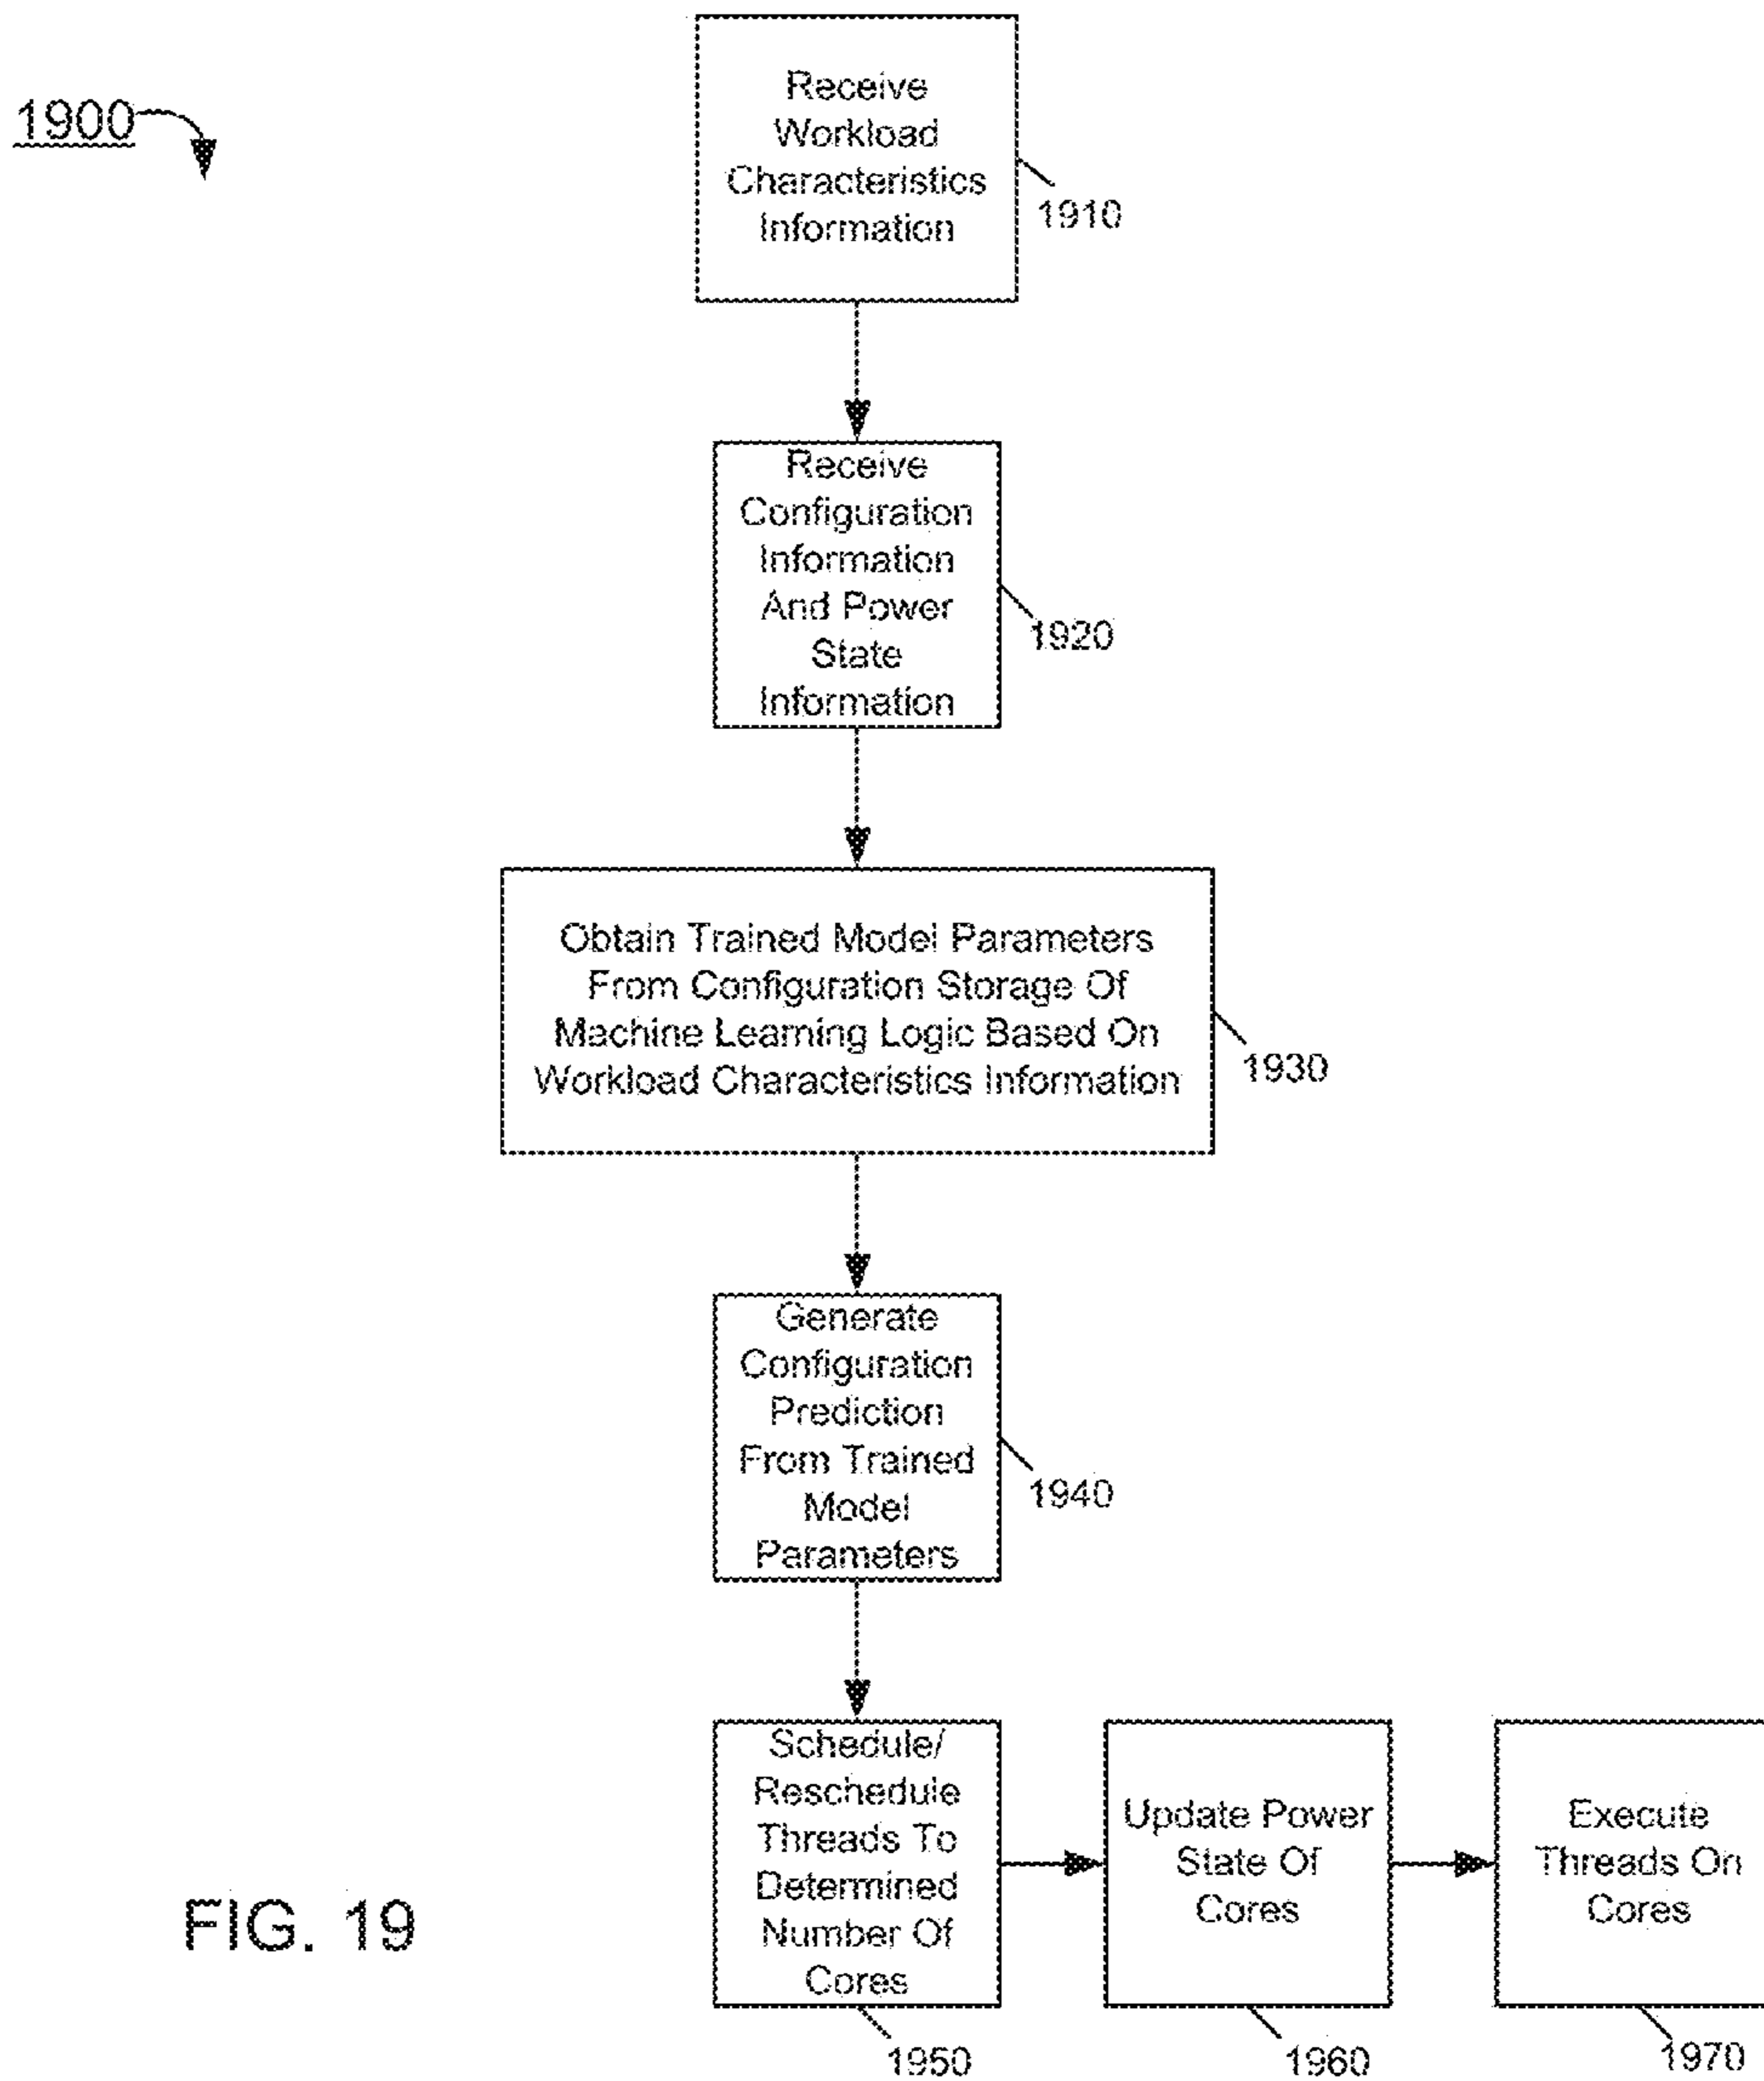 1900
Receive
Workload
Characteristics
Information
1910
Receive
Configuration
Information
And Power
State
Information
1920
Obtain Trained Model Parameters
From Configuration Storage Of
Machine Learning Logic Based On
Workload Characteristics Information
1930
Generate
Configuration
Prediction
From Trained
Model
Parameters
1940
Schedule/
Reschedule
Threads To
Determined
Number Of
Cores
1950
Update Power
State Of
Cores
1960
Execute
Threads On
Cores
1970
FIG. 19